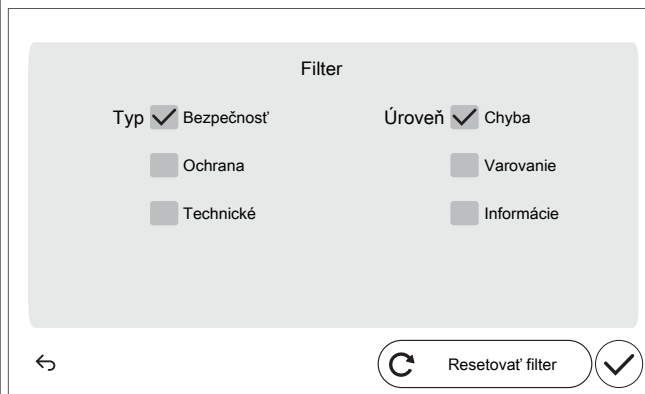 Filter
Typ Bezpečnosť Úroveň Chyba
Ochrana Varovanie
Technické Informácie
Resetovať filter